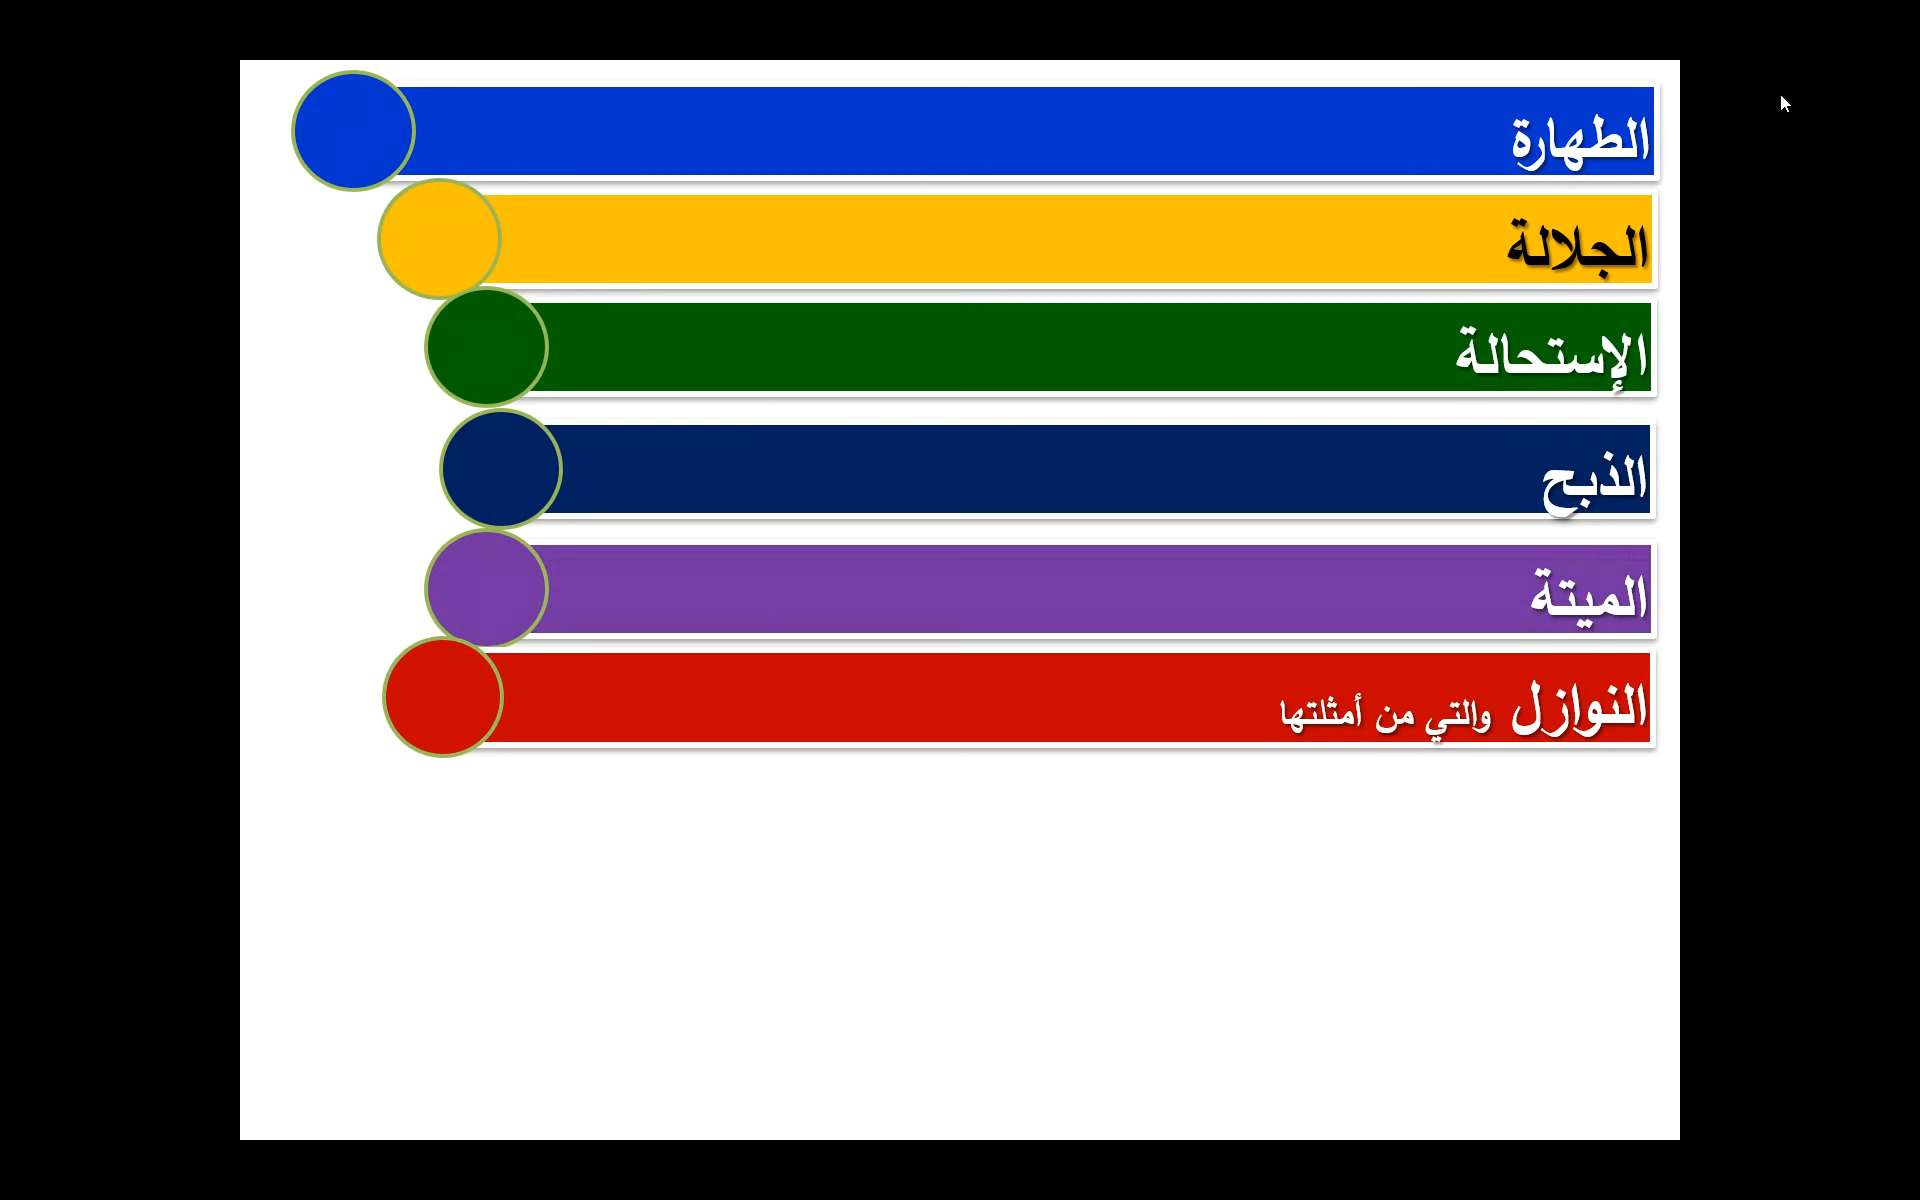 الطهارة
الجلالة
الإستحالة
الذبح
الميتة
النوازل والتي من أمثلتها